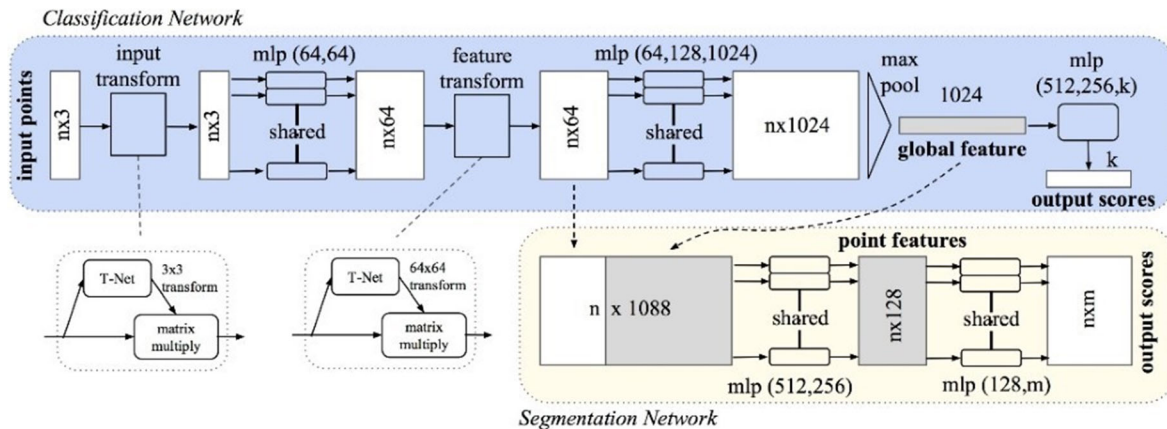 Classification Network
input points
nx3
input
transform
nx3
mlp (64,64)
shared
nx64
feature
transform
nx64
mlp (64,128,1024)
shared
nx1024
max
pool
1024
global feature
mlp
(512,256,k)
k
output scores
T-Net
3x3
transform
matrix
multiply
T-Net
64x64
transform
matrix
multiply
point features
n x 1088
shared
mlp (512,256)
nx128
shared
mlp (128,m)
nxm
output scores
Segmentation Network